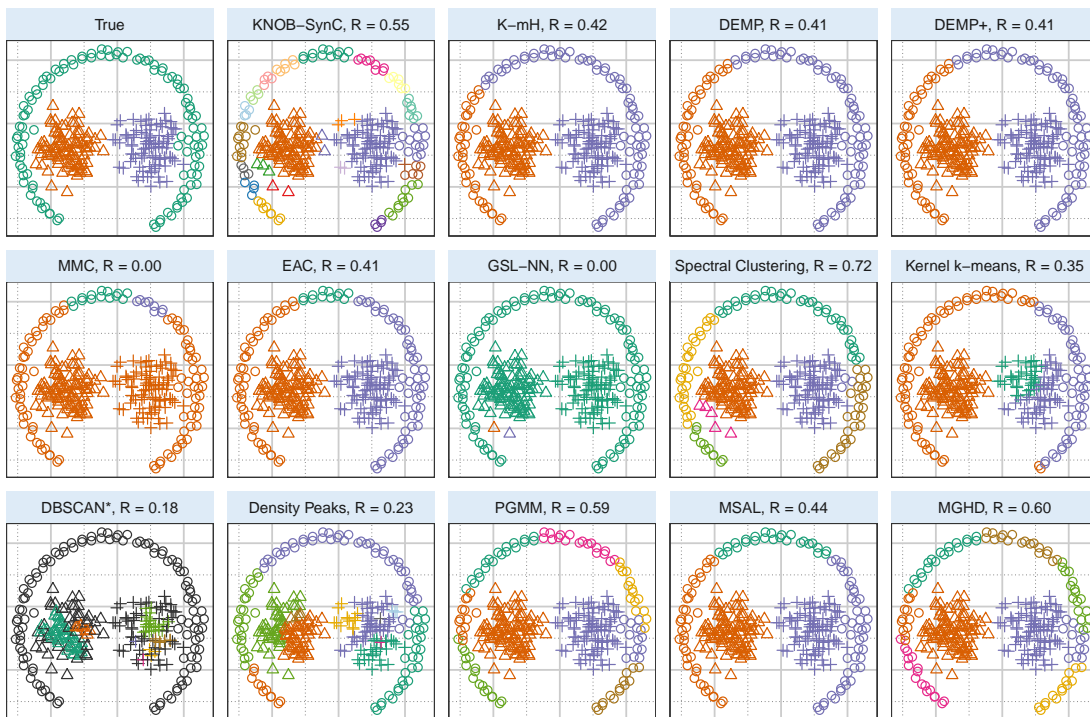 True
KNOB−SynC, R = 0.55
K−mH, R = 0.42
DEMP, R = 0.41
DEMP+, R = 0.41
MMC, R = 0.00
EAC, R = 0.41
GSL−NN, R = 0.00
Spectral Clustering, R = 0.72
Kernel k−means, R = 0.35
DBSCAN*, R = 0.18
Density Peaks, R = 0.23
PGMM, R = 0.59
MSAL, R = 0.44
MGHD, R = 0.60